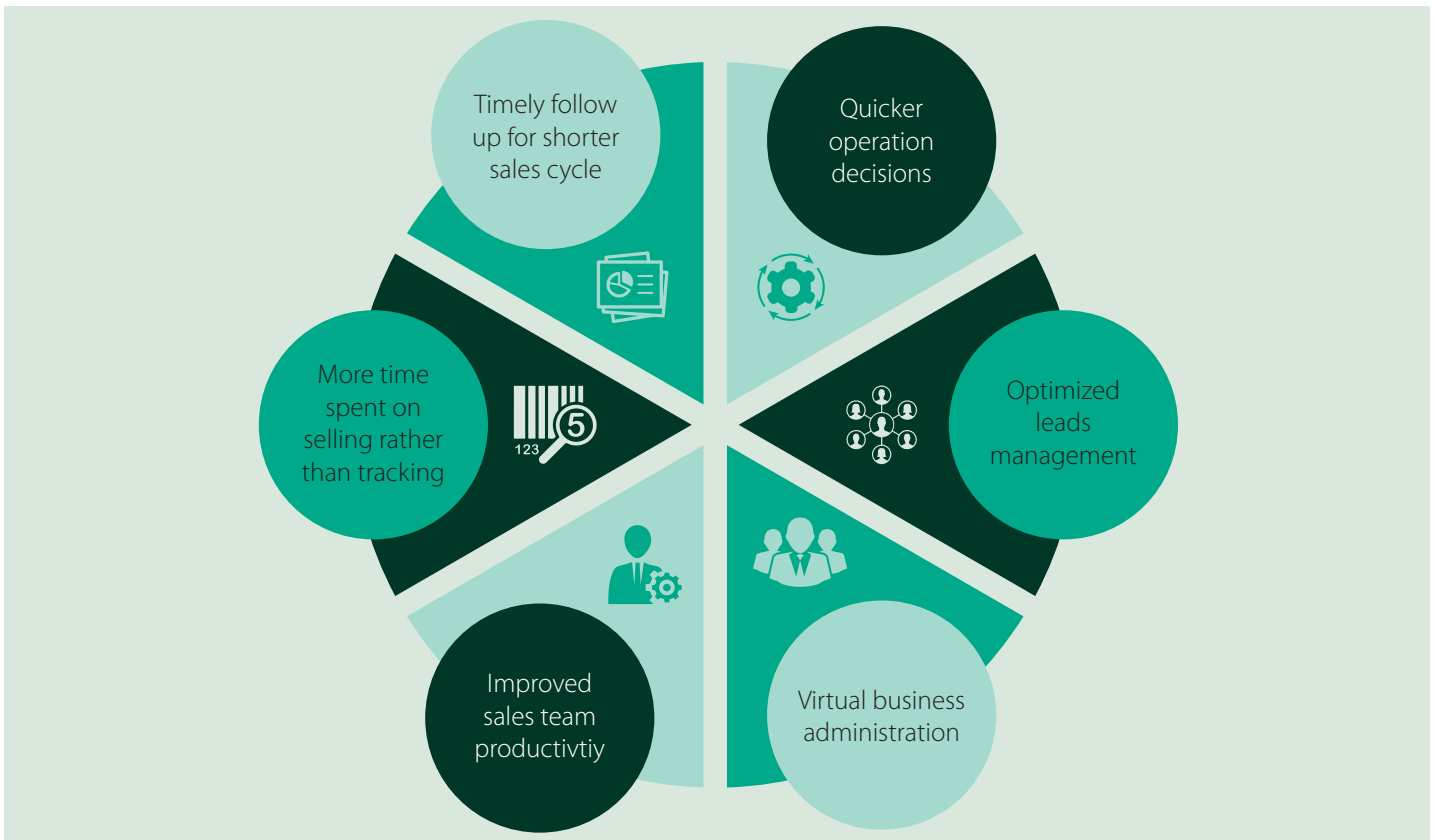 Timely follow
up for shorter
sales cycle
Quicker
operation
decisions
More time
spent on
selling rather
than tracking
123
5
Optimized
leads
management
Improved
sales team
productivtiy
Virtual business
administration